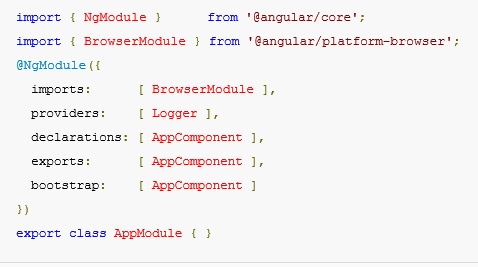 import { NgModule }      from '@angular/core';
import { BrowserModule } from '@angular/platform-browser';
@NgModule({
  imports:      [ BrowserModule ],
  providers:    [ Logger ],
  declarations: [ AppComponent ],
  exports:      [ AppComponent ],
  bootstrap:    [ AppComponent ]
})
export class AppModule { }